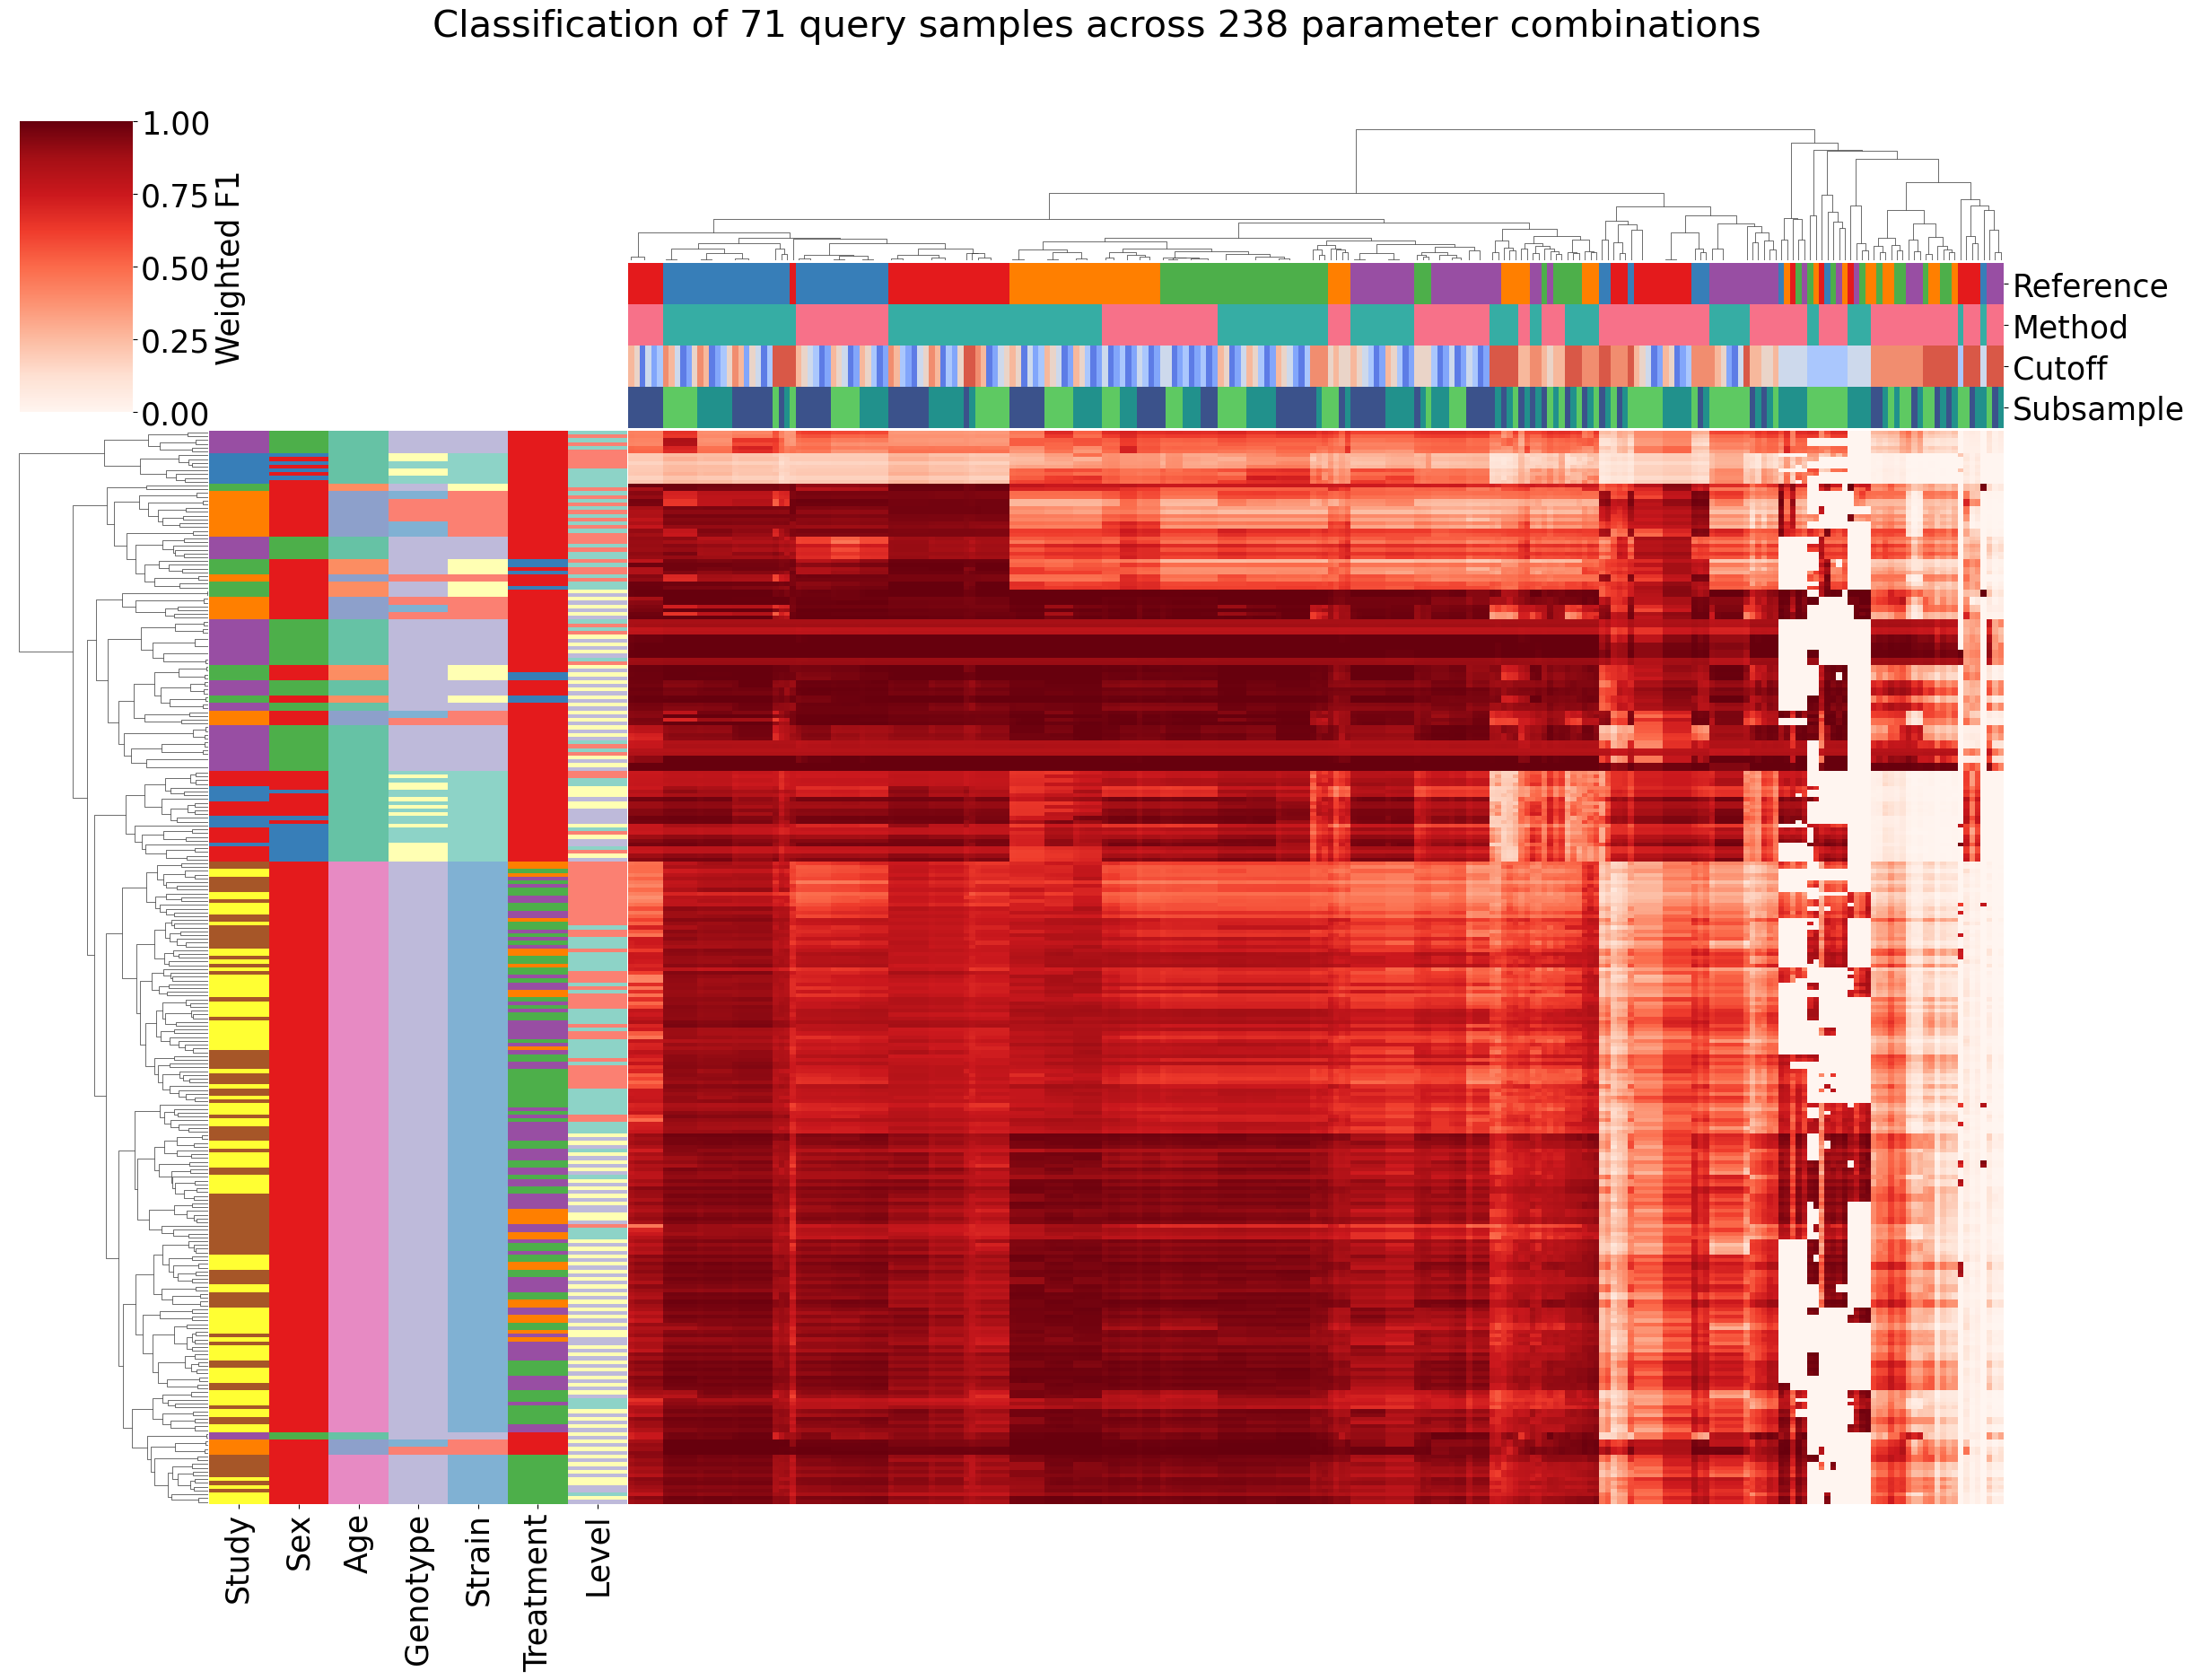 Classification of 71 query samples across 238 parameter combinations
1.00
0.75
0.50
0.25
0.00
Weighted F1
Reference
Method
Cutoff
Subsample
Study
Sex
Age
Genotype
Strain
Treatment
Level